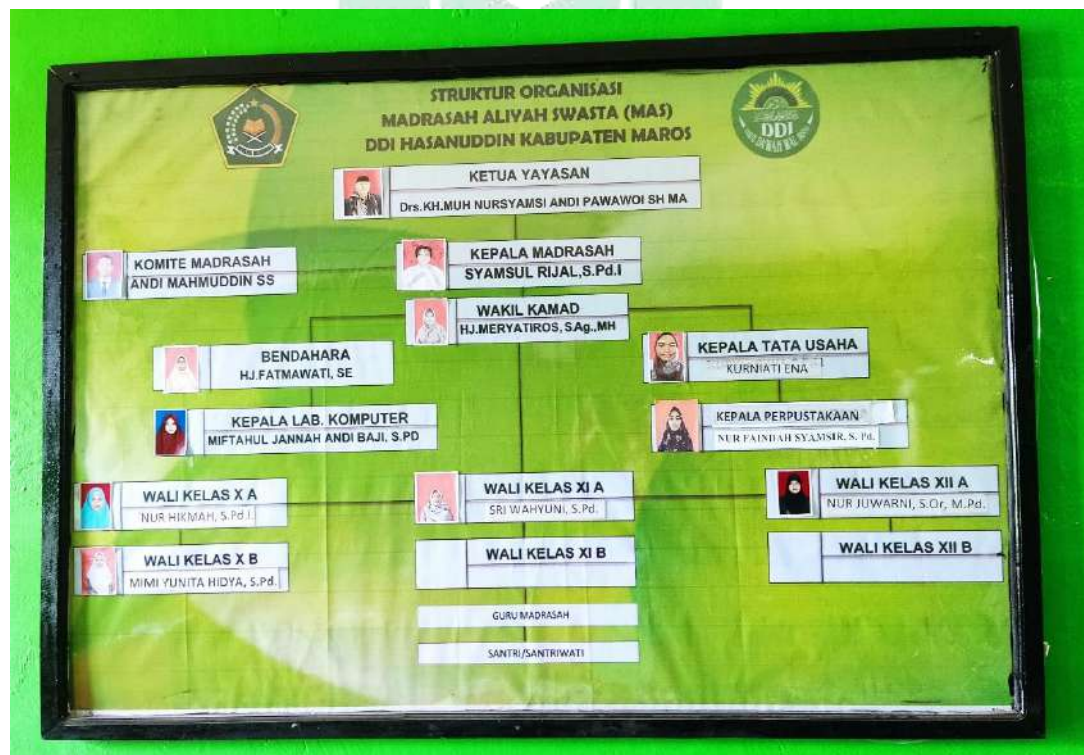 STRUKTUR ORGANISASI
MADRASAH ALIYAH SWASTA (MAS)
DDI HASANUDDIN KABUPATEN MAROS
DDI
KETUA YAYASAN
Drs.KH.MUH NURSYAMSI ANDI PAWAWOI SH MA
KOMITE MADRASAH
ANDI MAHMUDDIN SS
KEPALA MADRASAH
SYAMSUL RIJAL,S.Pd.I
WAKIL KAMAD
HJ.MERYATIROS, S.Ag.,MH
BENDAHARA
HJ.FATMAWATI, SE
KEPALA TATA USAHA
KURNIATI ENA
KEPALA LAB. KOMPUTER
MIFTAHUL JANNAH ANDI BAJI, S.PD
KEPALA PERPUSTAKAAN
NUR FAINDAH SYAMSIR, S. Pd.
WALI KELAS X A
NUR HIKMAH, S.Pd.I.
WALI KELAS XI A
SRI WAHYUNI, S.Pd.
WALI KELAS XII A
NUR JUWARNI, S.Or, M.Pd.
WALI KELAS X B
MIMI YUNITA HIDYA, S.Pd.
WALI KELAS XI B
WALI KELAS XII B
GURU MADRASAH
SANTRI/SANTRIWATI